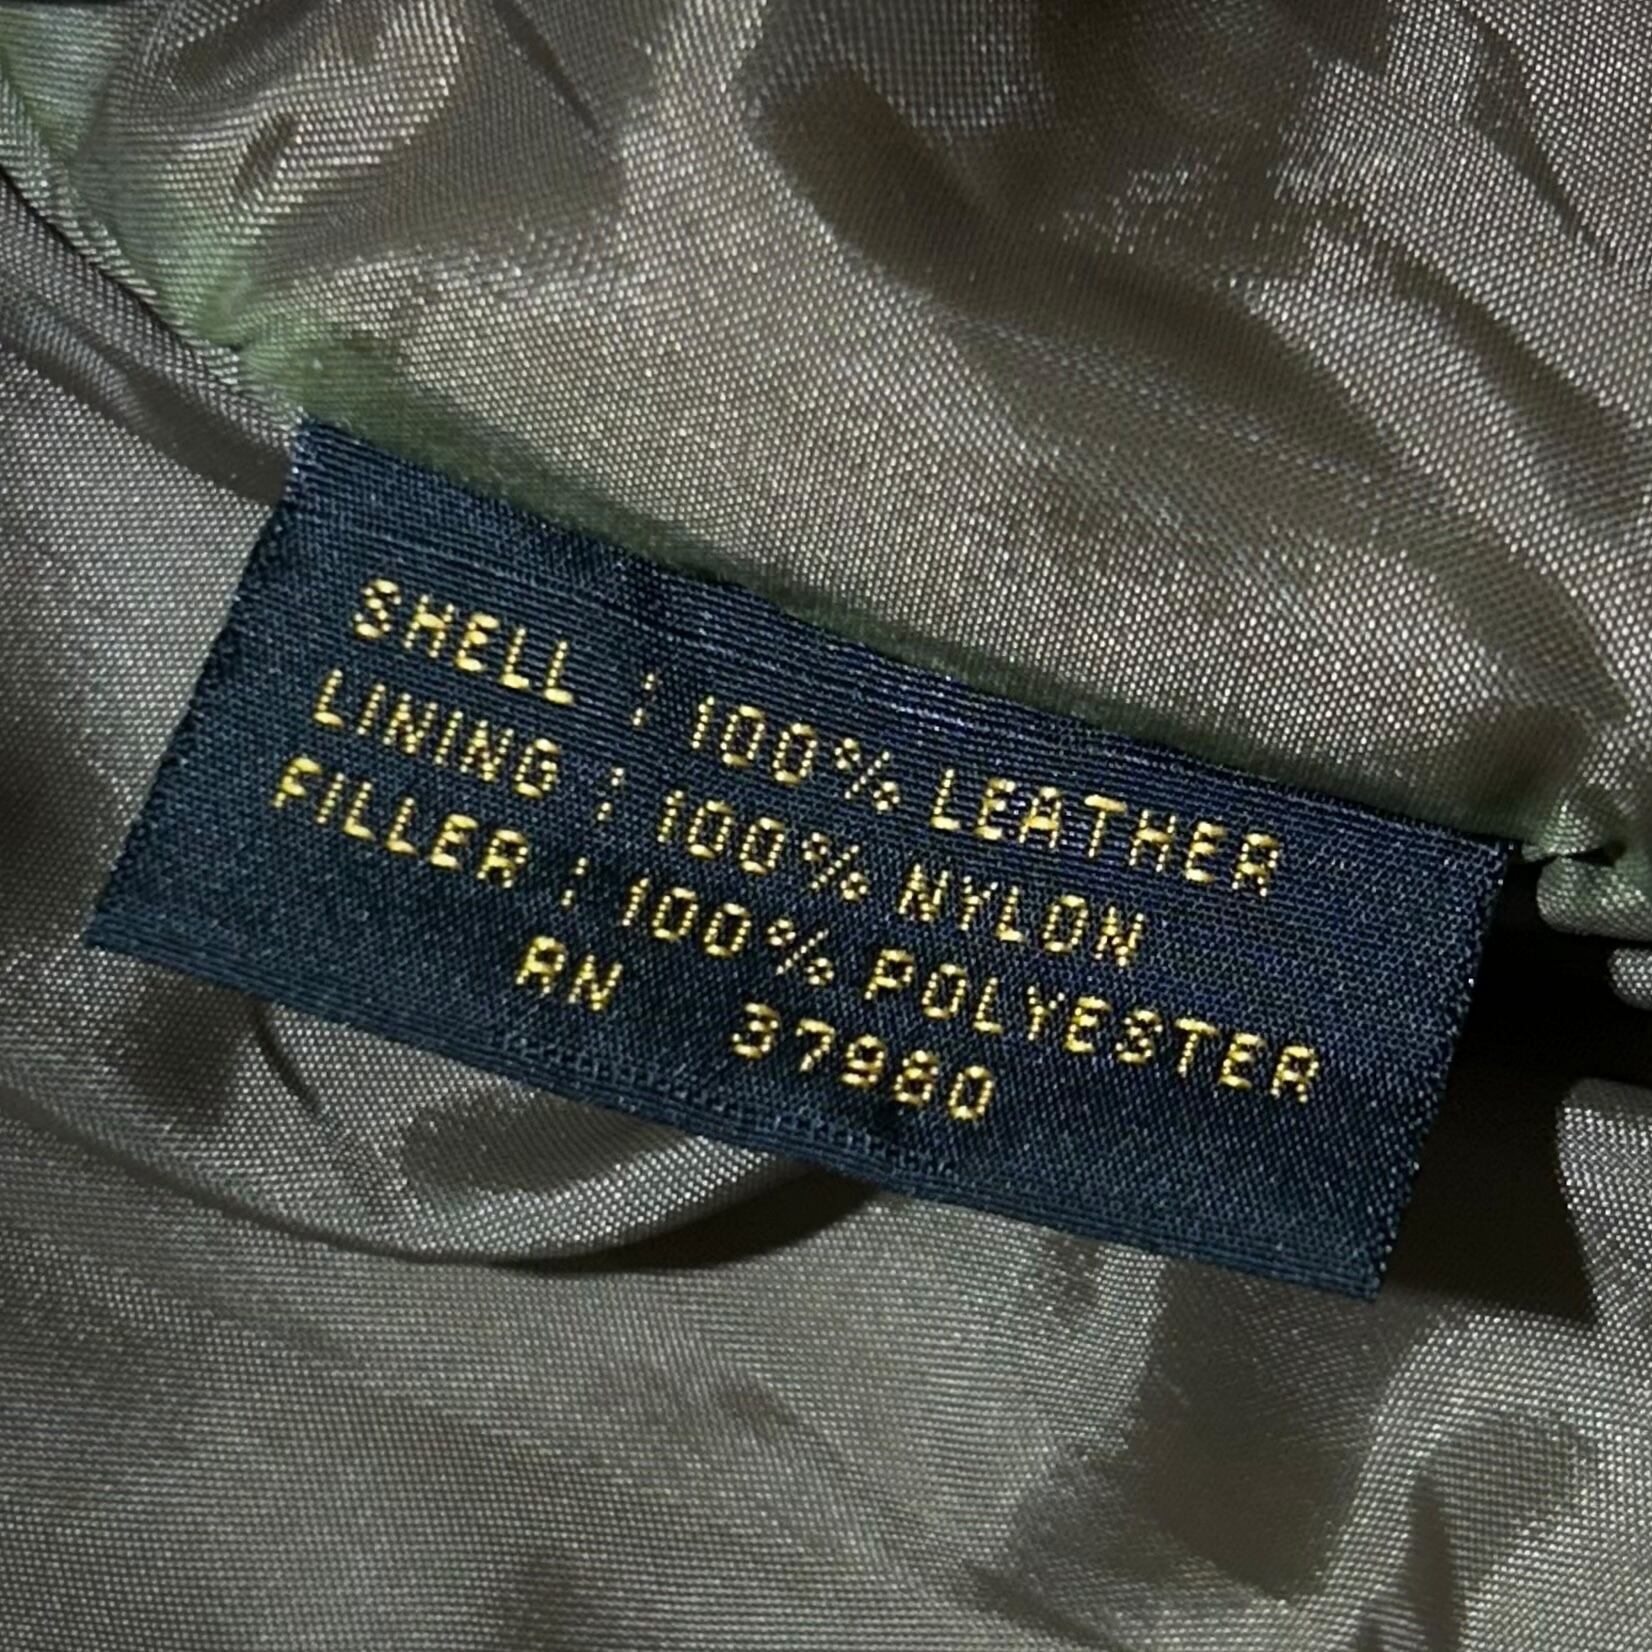 SHELL : 100% LEATHER
LINING : 100% NYLON
FILLER : 100% POLYESTER
RN 37980